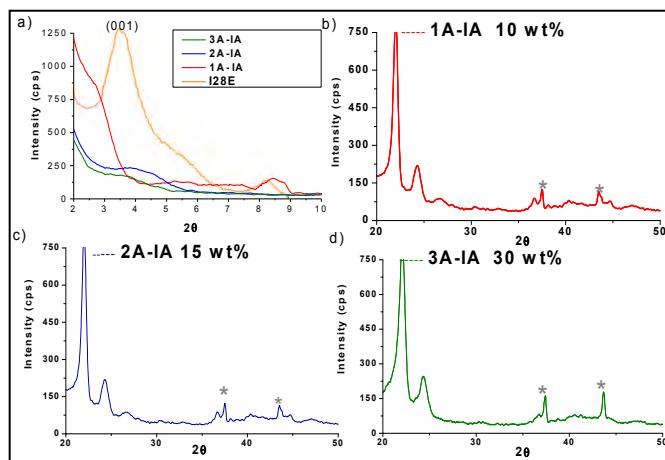 a)
(001)
3A-IA
2A-IA
1A-IA
I28E
Intensity (cps)
1250
1000
750
500
250
0
2 3 4 5 6 7 8 9 10
2θ
b)
1A-IA 10 wt%
Intensity (cps)
750
600
450
300
150
0
* *
20 30 40 50
2θ
c)
2A-IA 15 wt%
Intensity (cps)
750
600
450
300
150
0
* *
20 25 30 35 40 45 50
2θ
d)
3A-IA 30 wt%
Intensity (cps)
750
600
450
300
150
0
* *
20 30 40 50
2θ